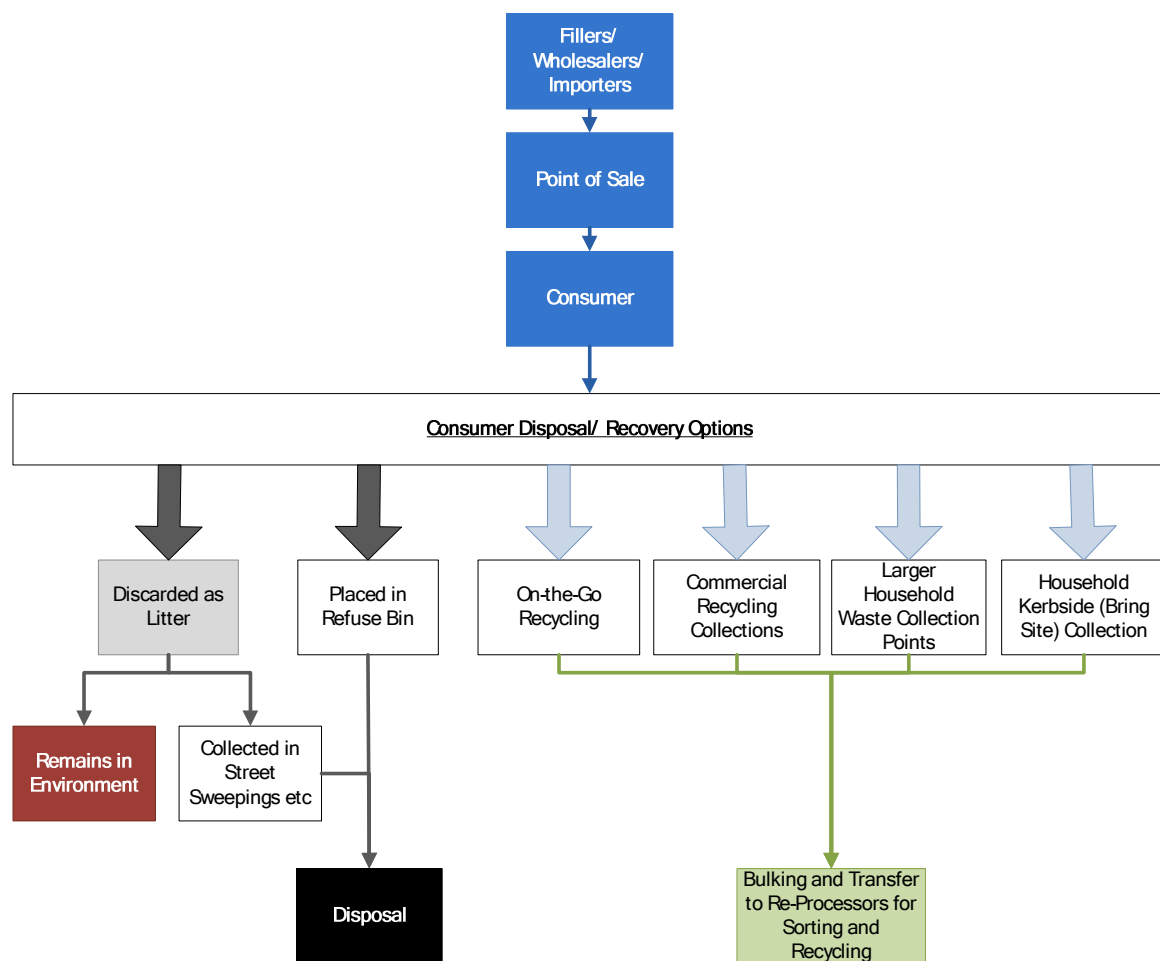 Fillers/
Wholesalers/
Importers
Point of Sale
Consumer
Consumer Disposal/ Recovery Options
Discarded as
Litter
Placed in
Refuse Bin
On-the-Go
Recycling
Commercial
Recycling
Collections
Larger
Household
Waste Collection
Points
Household
Kerbside (Bring
Site) Collection
Remains in
Environment
Collected in
Street
Sweepings etc
Disposal
Bulking and Transfer
to Re-Processors for
Sorting and
Recycling